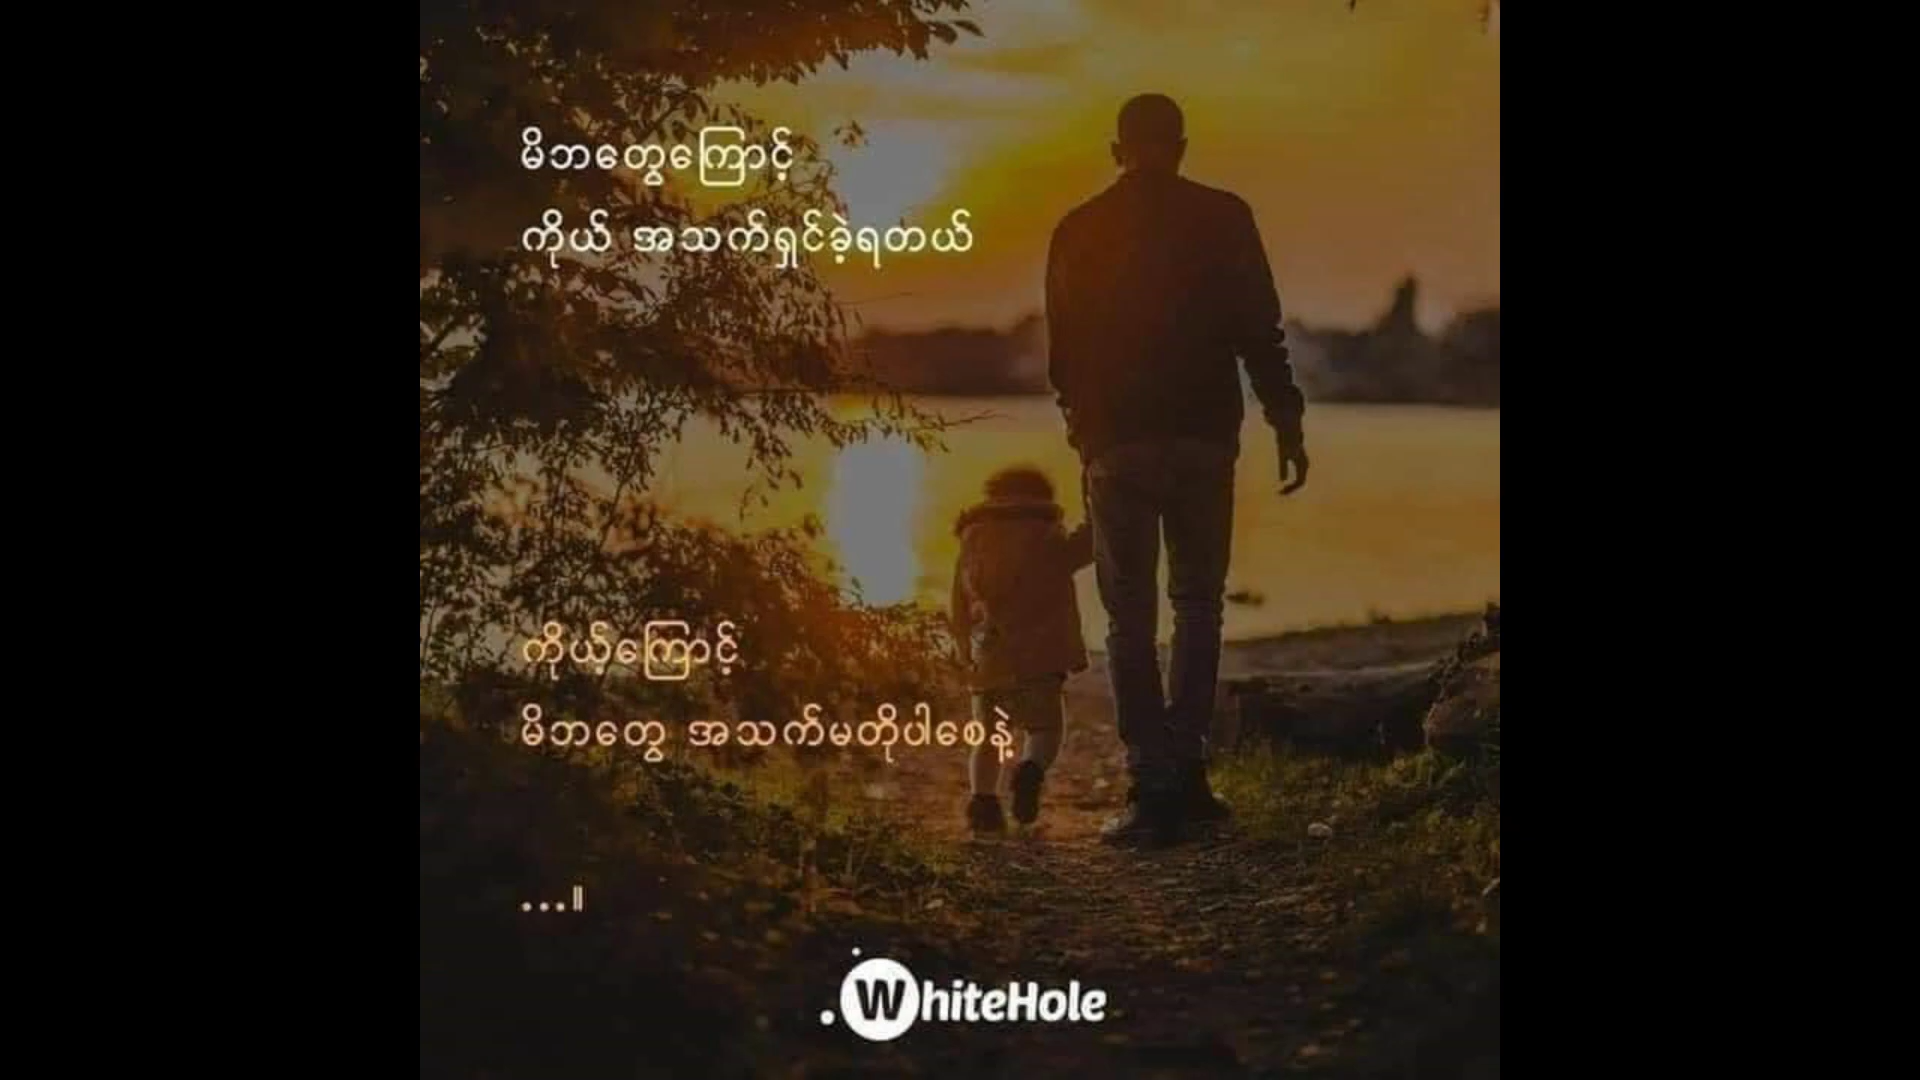 မိဘတွေကြောင့်
ကိုယ် အသက်ရှင်ခဲ့ရတယ်
ကိုယ့်ကြောင့်
မိဘတွေ အသက်မတိုပါစေနဲ့
...။
WhiteHole